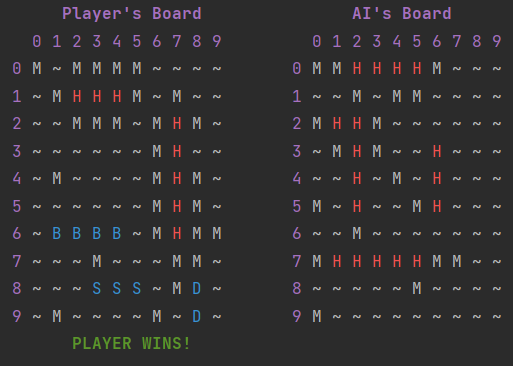 Player's Board AI's Board
0 1 2 3 4 5 6 7 8 9 0 1 2 3 4 5 6 7 8 9
0 M ~ M M M M ~ ~ ~ ~ 0 M M H H H H M ~ ~ ~
1 ~ M H H H M ~ M ~ ~ 1 ~ ~ M ~ M M ~ ~ ~ ~
2 ~ ~ M M M ~ M H M ~ 2 M H H M ~ ~ ~ ~ ~ ~
3 ~ ~ ~ ~ ~ ~ M H ~ ~ 3 ~ M H M ~ ~ H ~ ~ ~
4 ~ M ~ ~ ~ ~ M H M ~ 4 ~ ~ H ~ M ~ H ~ ~ ~
5 ~ ~ ~ ~ ~ ~ M H M ~ 5 M ~ H ~ ~ M H ~ ~ ~
6 ~ B B B B ~ M H M M 6 ~ ~ M ~ ~ ~ ~ ~ ~ ~
7 ~ ~ ~ M ~ ~ ~ M M ~ 7 M H H H H H M M ~ ~
8 ~ ~ ~ S S S ~ M D ~ 8 ~ ~ ~ ~ ~ M ~ ~ ~ ~
9 ~ M ~ ~ ~ ~ M ~ D ~ 9 M ~ ~ ~ ~ ~ ~ ~ ~ ~
PLAYER WINS!